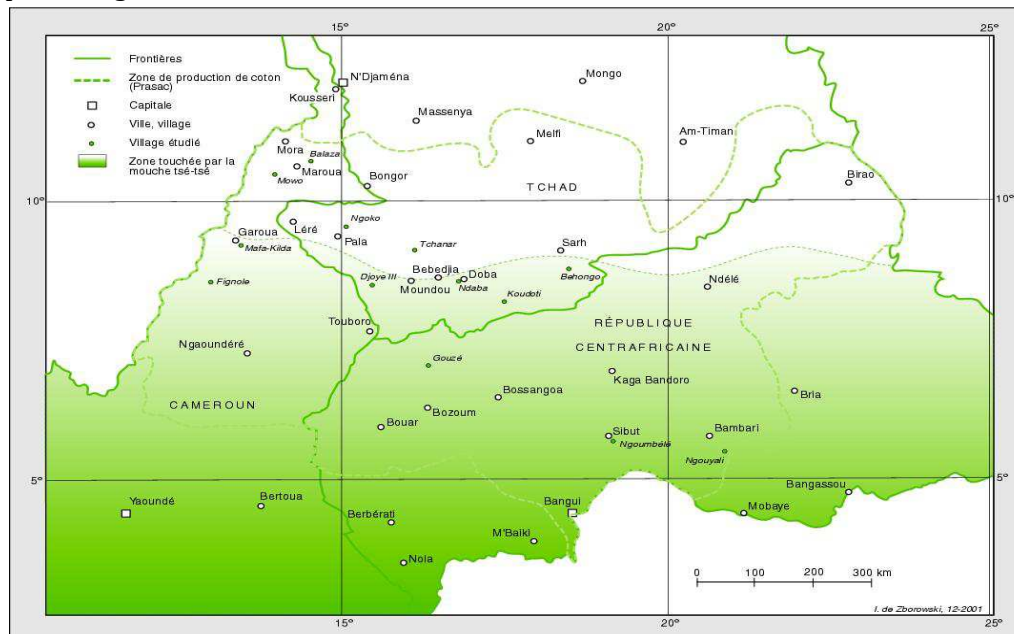 15°
20°
25°
Frontières
Zone de production de coton
(Prasac)
Capitale
Ville, village
Village étudié
Zone touchée par la
mouche tsé-tsé
N'Djaména
Kousseri
Mongo
Massenya
Melfi
Am-Timan
Mora
Balaza
Maroua
Mowo
Bongor
TCHAD
Birao
10°
10°
Ngoko
Garoua
Léré
Pala
Mafa-Kilda
Tchanar
Sarh
Bebedjia
Doba
Djoye III
Behongo
Fignole
Moundou
Ndaba
Koudoti
Ndélé
Touboro
RÉPUBLIQUE
CENTRAFRICAINE
Ngaoundéré
Gouzé
Kaga Bandoro
Bossangoa
Bria
CAMEROUN
Bozoum
Bouar
Sibut
Bambari
Ngoumbélé
Ngouyali
5°
5°
Bangassou
Yaoundé
Bertoua
Bangui
Mobaye
Berbérati
M'Baïki
Nola
0 100 200 300 km
I. de Zborowski, 12-2001
15°
20°
25°